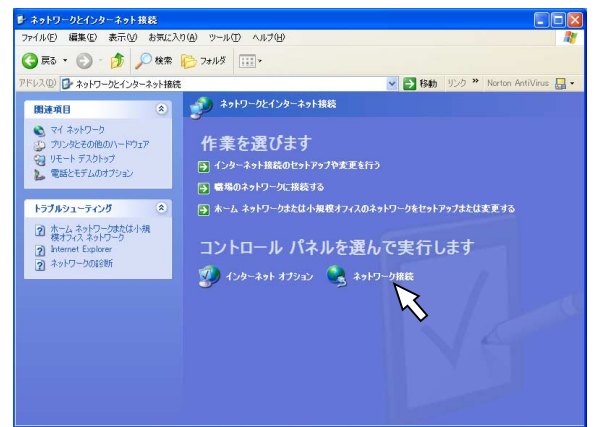 ネットワークとインターネット接続
ファイル(F) 編集(E) 表示(V) お気に入り(A) ツール(T) ヘルプ(H)
戻る 検索 フォルダ
アドレス(D) ネットワークとインターネット接続 移動 リンク » Norton AntiVirus
関連項目
マイ ネットワーク
プリンタとその他のハードウェア
リモート デスクトップ
電話とモデムのオプション
トラブルシューティング
ホーム ネットワークまたは小規
模オフィス ネットワーク
Internet Explorer
ネットワークの診断
ネットワークとインターネット接続
作業を選びます
インターネット接続のセットアップや変更を行う
職場のネットワークに接続する
ホーム ネットワークまたは小規模オフィスのネットワークをセットアップまたは変更する
コントロール パネルを選んで実行します
インターネット オプション ネットワーク接続